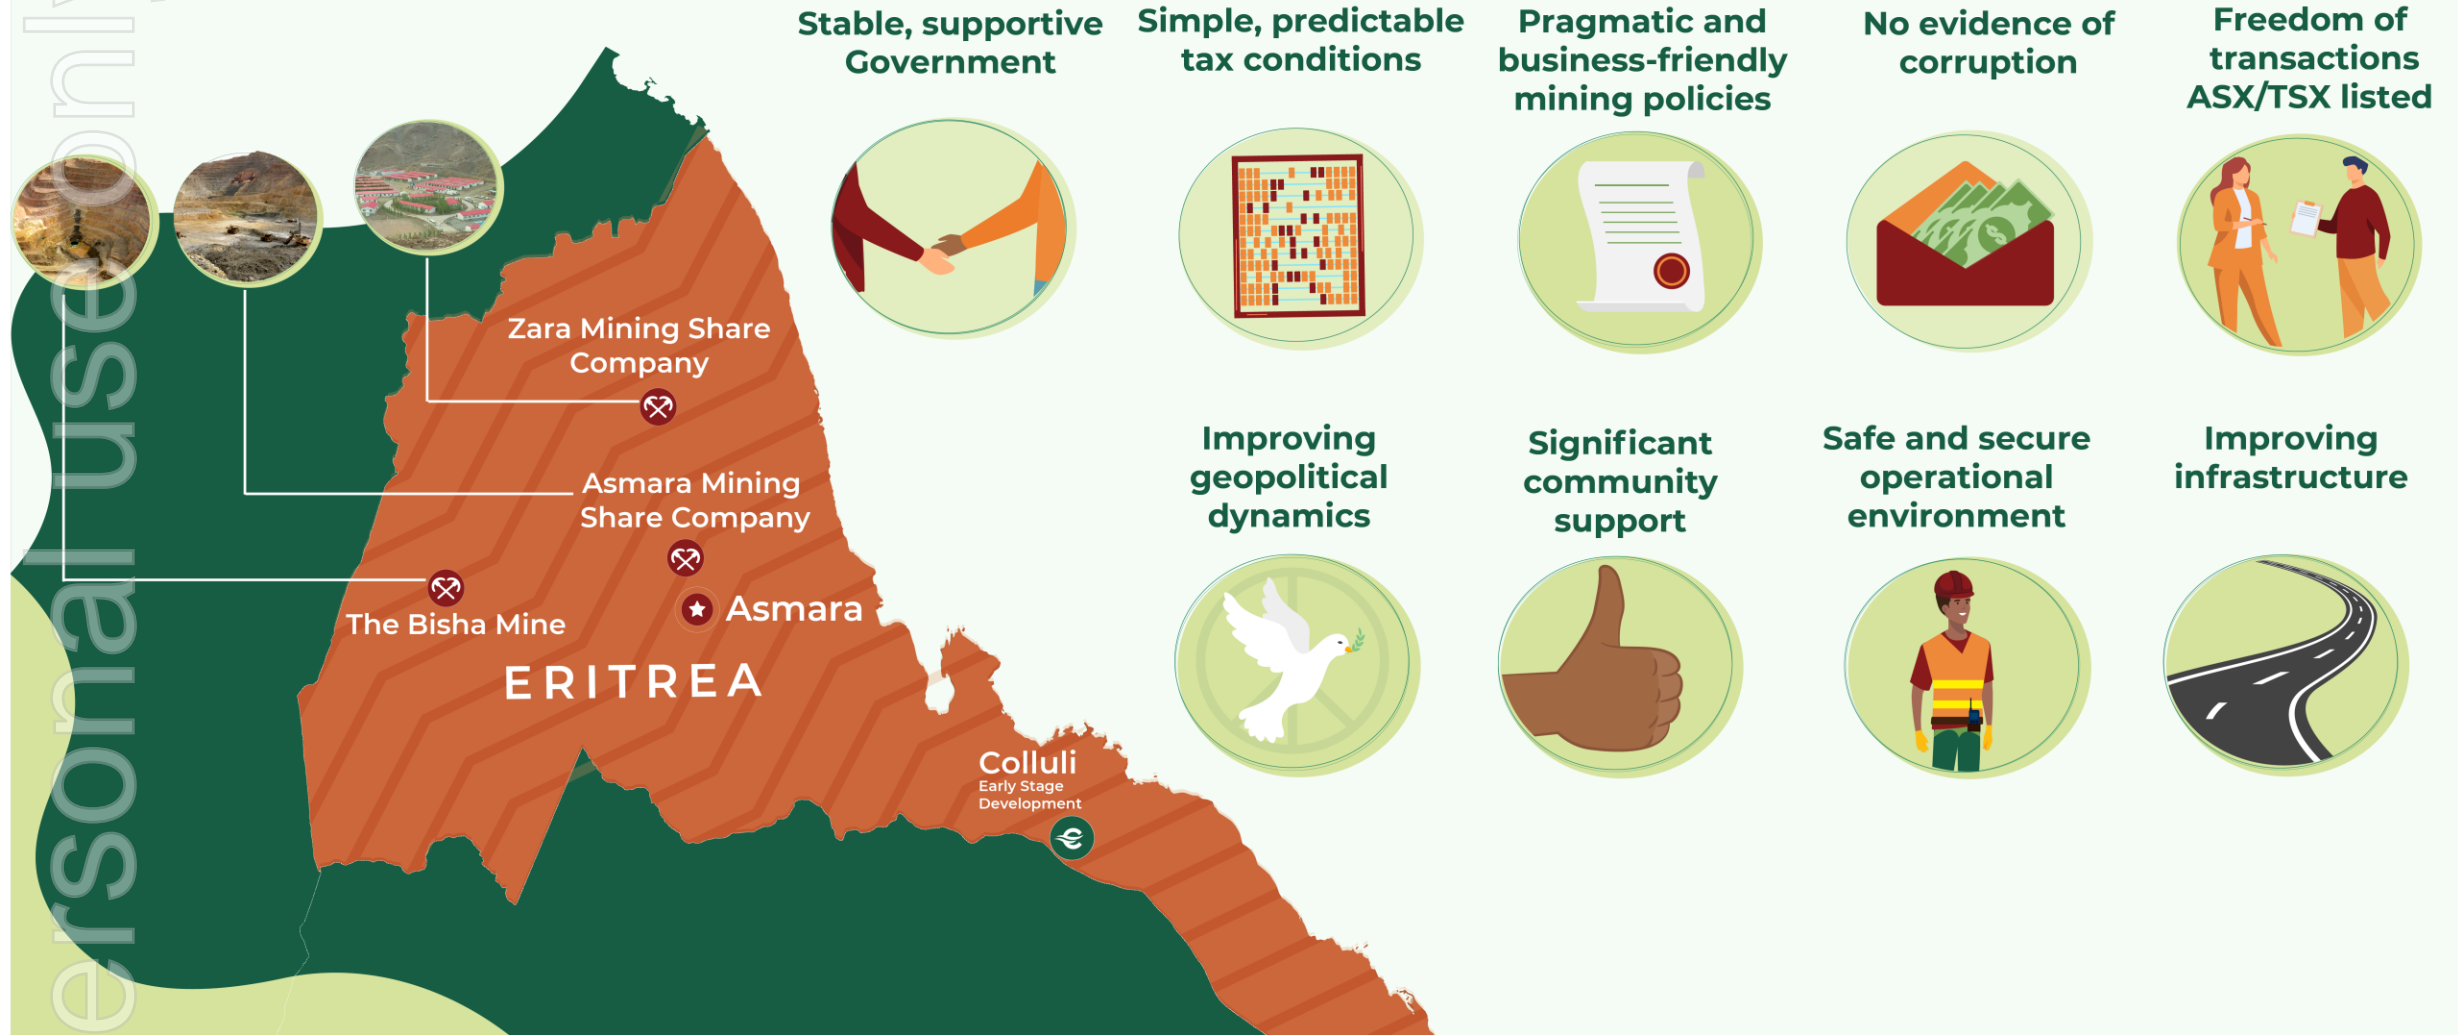 Stable, supportive
Government
Simple, predictable
tax conditions
Pragmatic and
business-friendly
mining policies
No evidence of
corruption
Freedom of
transactions
ASX/TSX listed
Improving
geopolitical
dynamics
Significant
community
support
Safe and secure
operational
environment
Improving
infrastructure
Zara Mining Share
Company
Asmara Mining
Share Company
The Bisha Mine
Asmara
ERITREA
Colluli
Early Stage
Development
ersonal use only